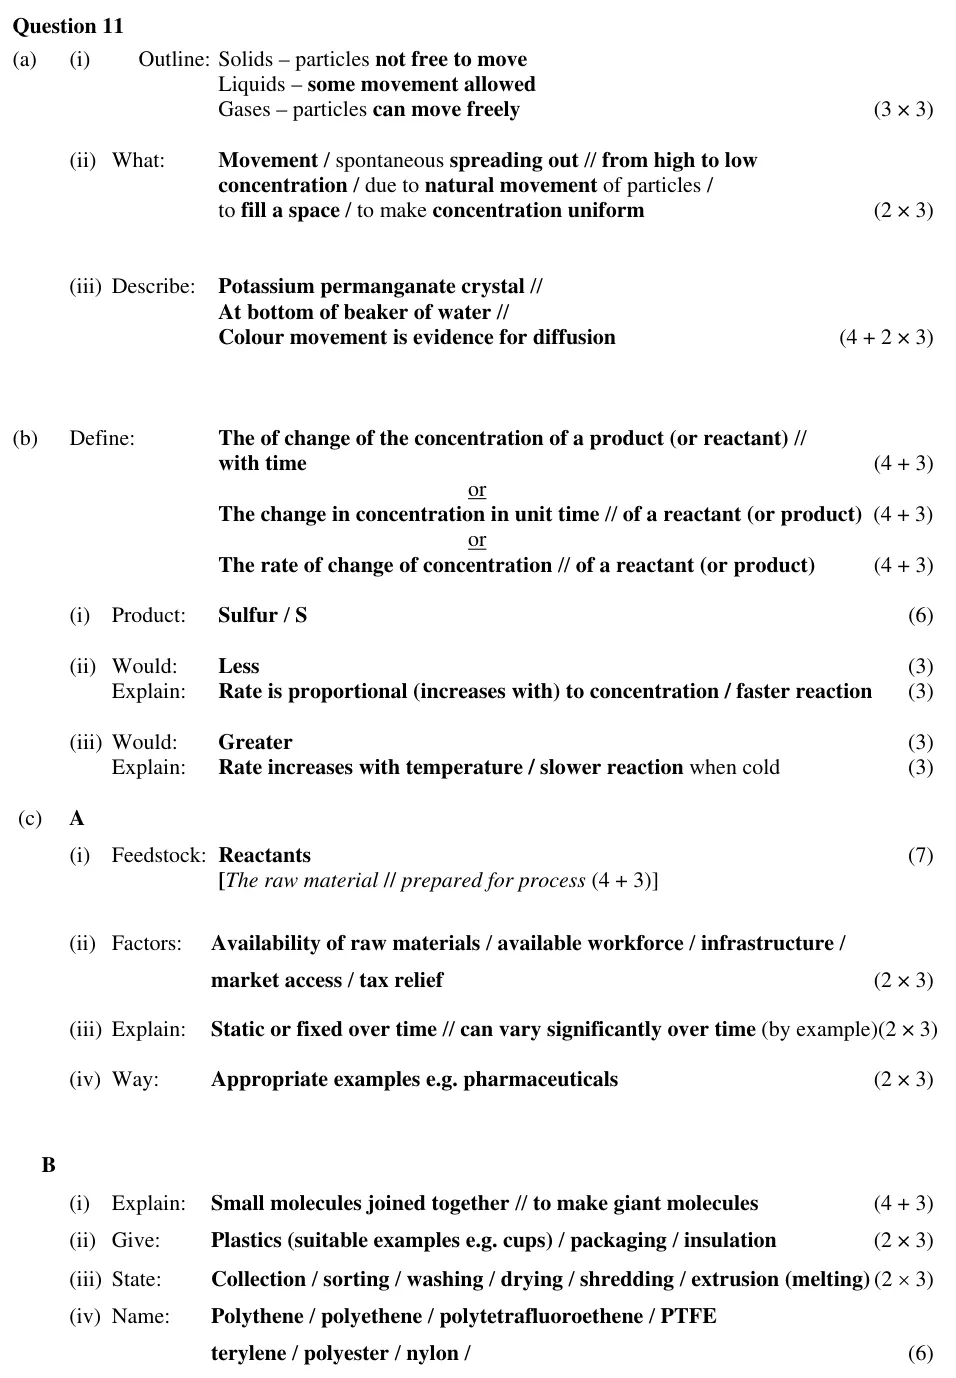 Question 11
(a) (i) Outline: Solids – particles not free to move
Liquids – some movement allowed
Gases – particles can move freely (3 × 3)
(ii) What: Movement / spontaneous spreading out // from high to low
concentration / due to natural movement of particles /
to fill a space / to make concentration uniform (2 × 3)
(iii) Describe: Potassium permanganate crystal //
At bottom of beaker of water //
Colour movement is evidence for diffusion (4 + 2 × 3)
(b) Define: The of change of the concentration of a product (or reactant) //
with time (4 + 3)
or
The change in concentration in unit time // of a reactant (or product) (4 + 3)
or
The rate of change of concentration // of a reactant (or product) (4 + 3)
(i) Product: Sulfur / S (6)
(ii) Would: Less (3)
Explain: Rate is proportional (increases with) to concentration / faster reaction (3)
(iii) Would: Greater (3)
Explain: Rate increases with temperature / slower reaction when cold (3)
(c) A
(i) Feedstock: Reactants (7)
[The raw material // prepared for process (4 + 3)]
(ii) Factors: Availability of raw materials / available workforce / infrastructure /
market access / tax relief (2 × 3)
(iii) Explain: Static or fixed over time // can vary significantly over time (by example)(2 × 3)
(iv) Way: Appropriate examples e.g. pharmaceuticals (2 × 3)
B
(i) Explain: Small molecules joined together // to make giant molecules (4 + 3)
(ii) Give: Plastics (suitable examples e.g. cups) / packaging / insulation (2 × 3)
(iii) State: Collection / sorting / washing / drying / shredding / extrusion (melting) (2 × 3)
(iv) Name: Polythene / polyethene / polytetrafluoroethene / PTFE
terylene / polyester / nylon / (6)